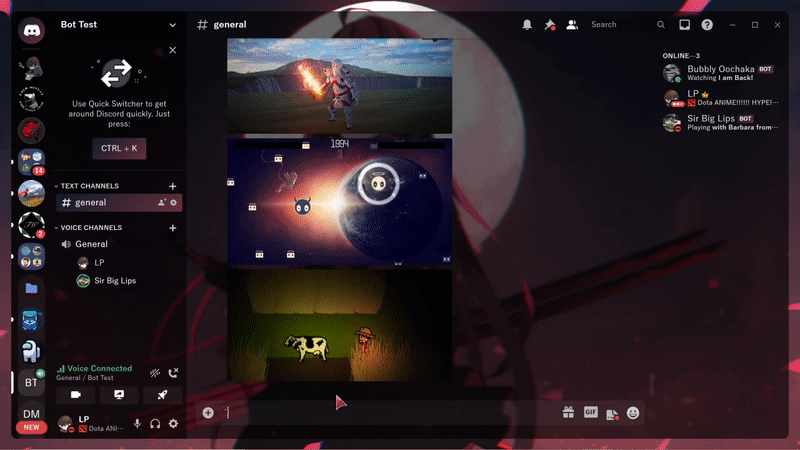 Bot Test
Use Quick Switcher to get
around Discord quickly. Just
press:
CTRL + K
TEXT CHANNELS
general
VOICE CHANNELS
General
LP
Sir Big Lips
Voice Connected
General / Bot Test
LP
Dota ANI...
14
2
BT
DM
NEW
# general
Search
1994
GIF
ONLINE—3
Bubbly Oochaka BOT
Watching I am Back!
LP
Dota ANIME!!!!!! HYPE!...
Sir Big Lips BOT
Playing with Barbara from...